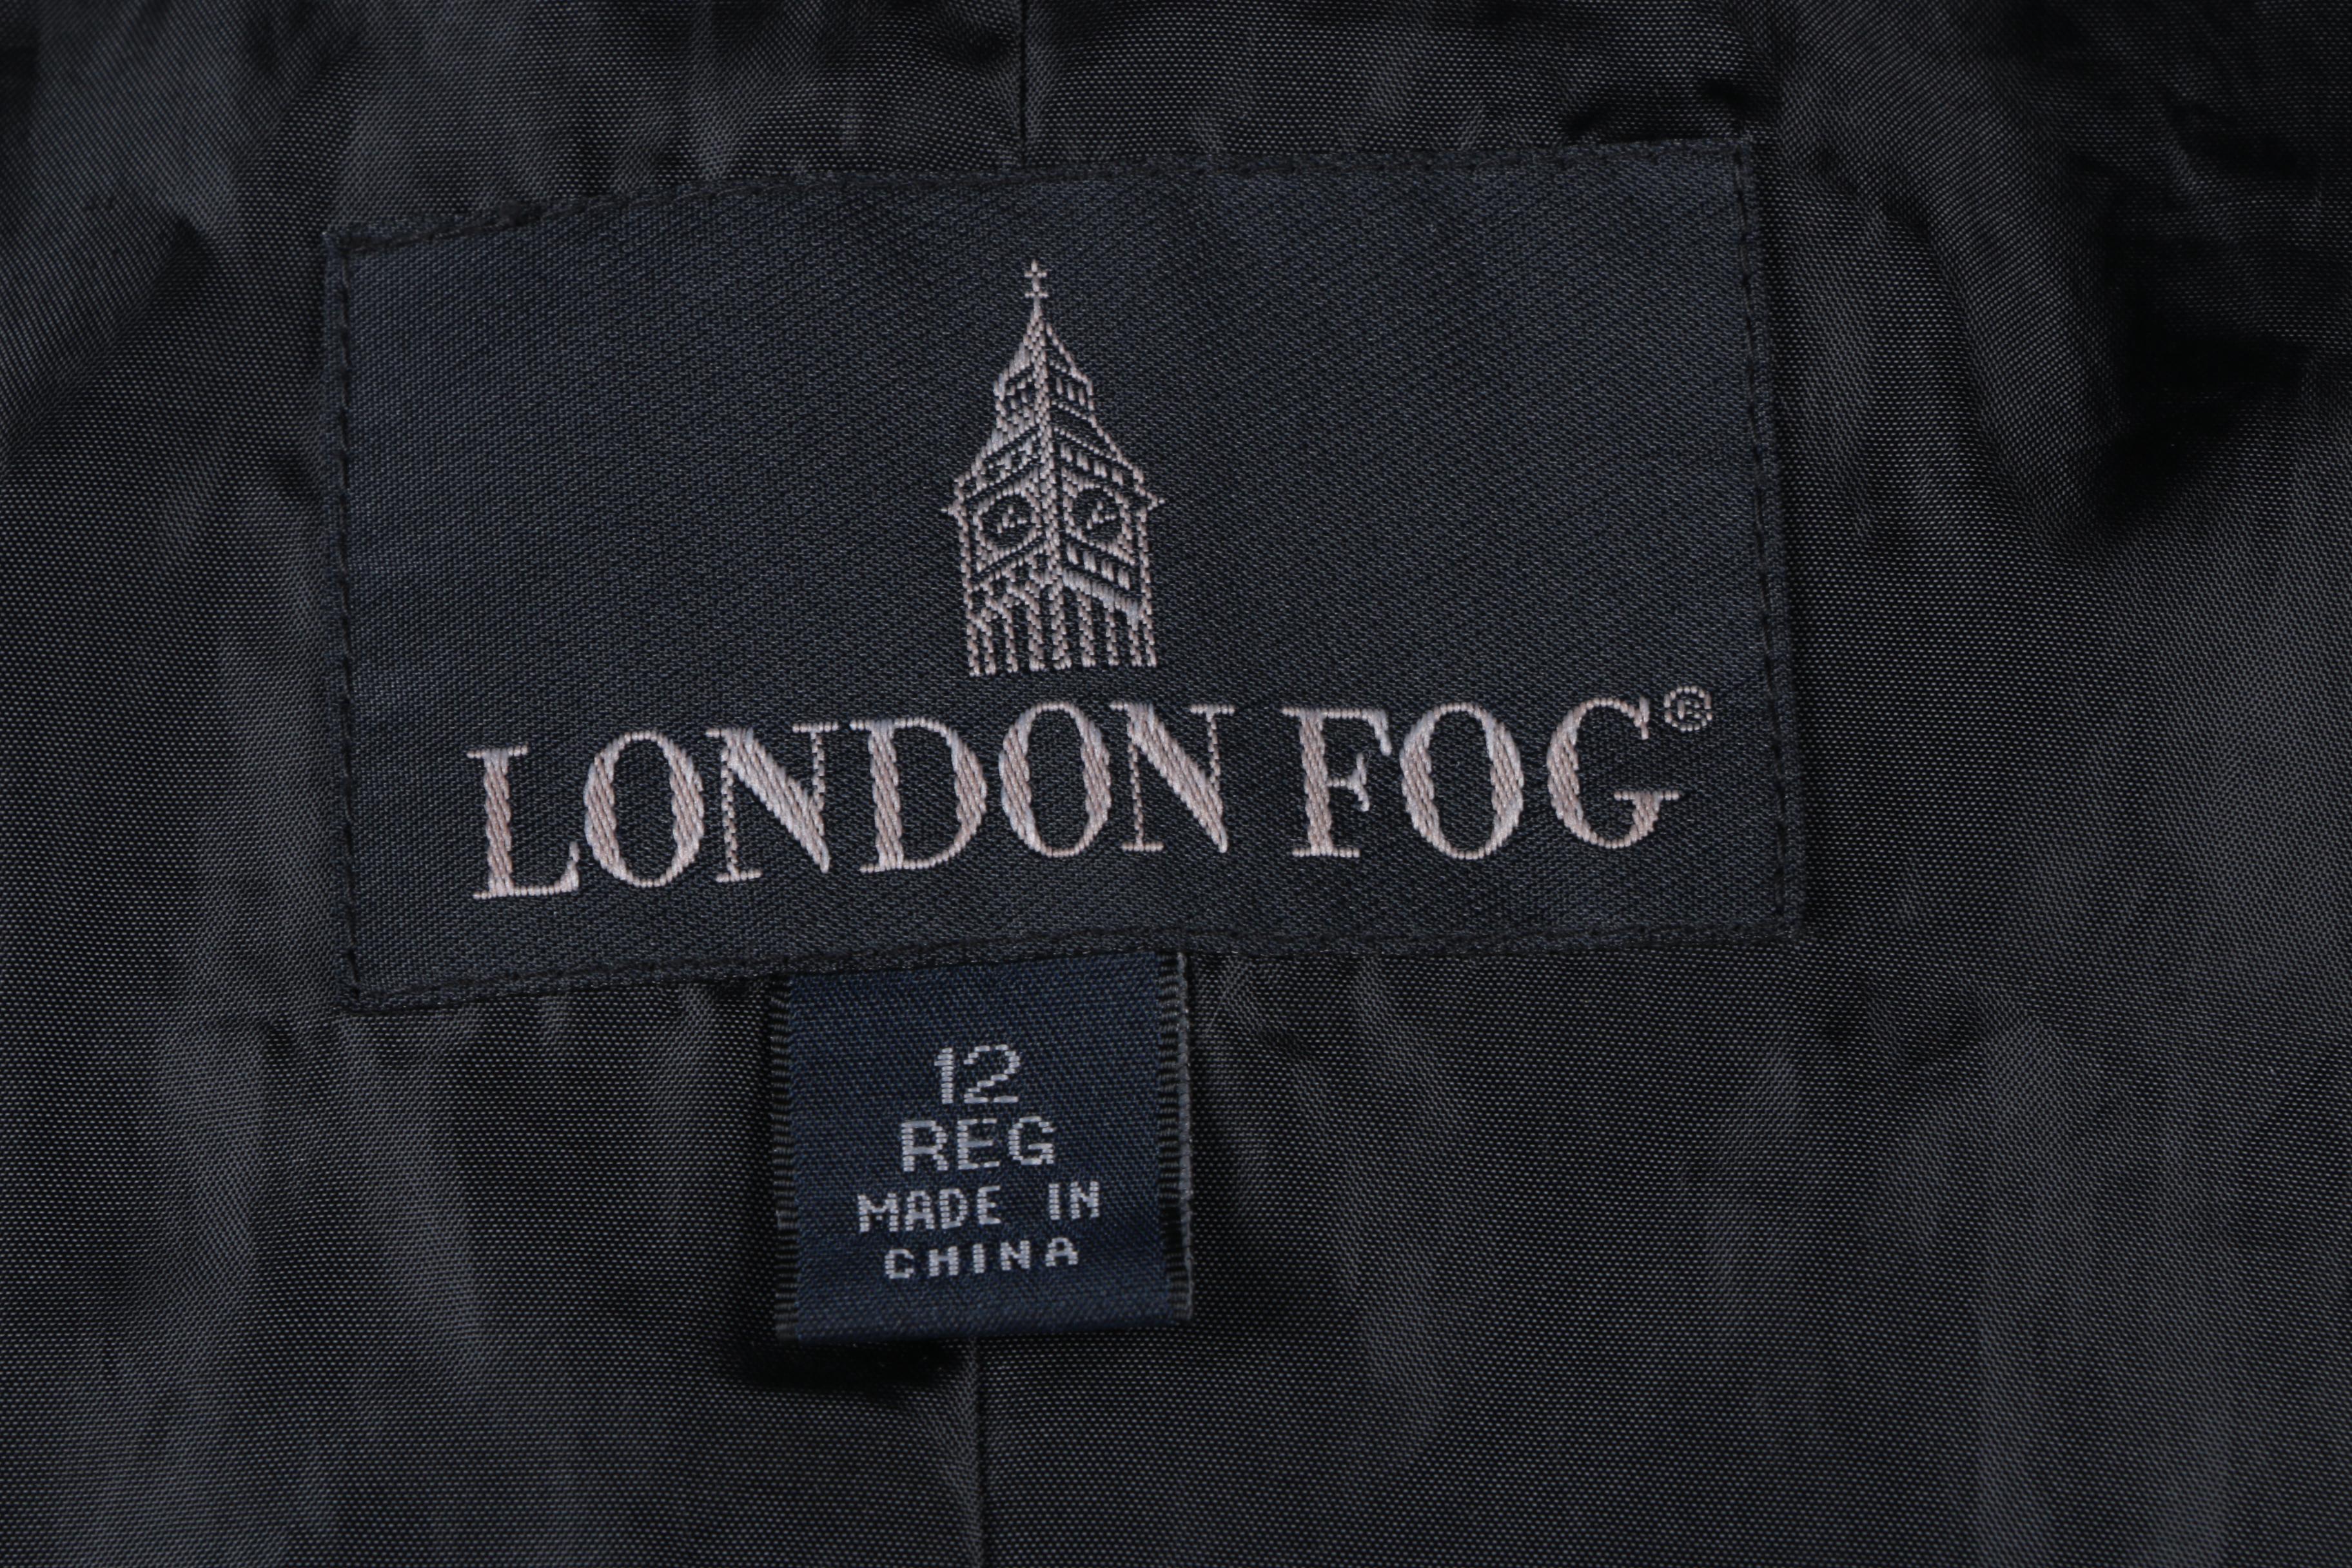 LONDON FOG®
12
REG
MADE IN
CHINA